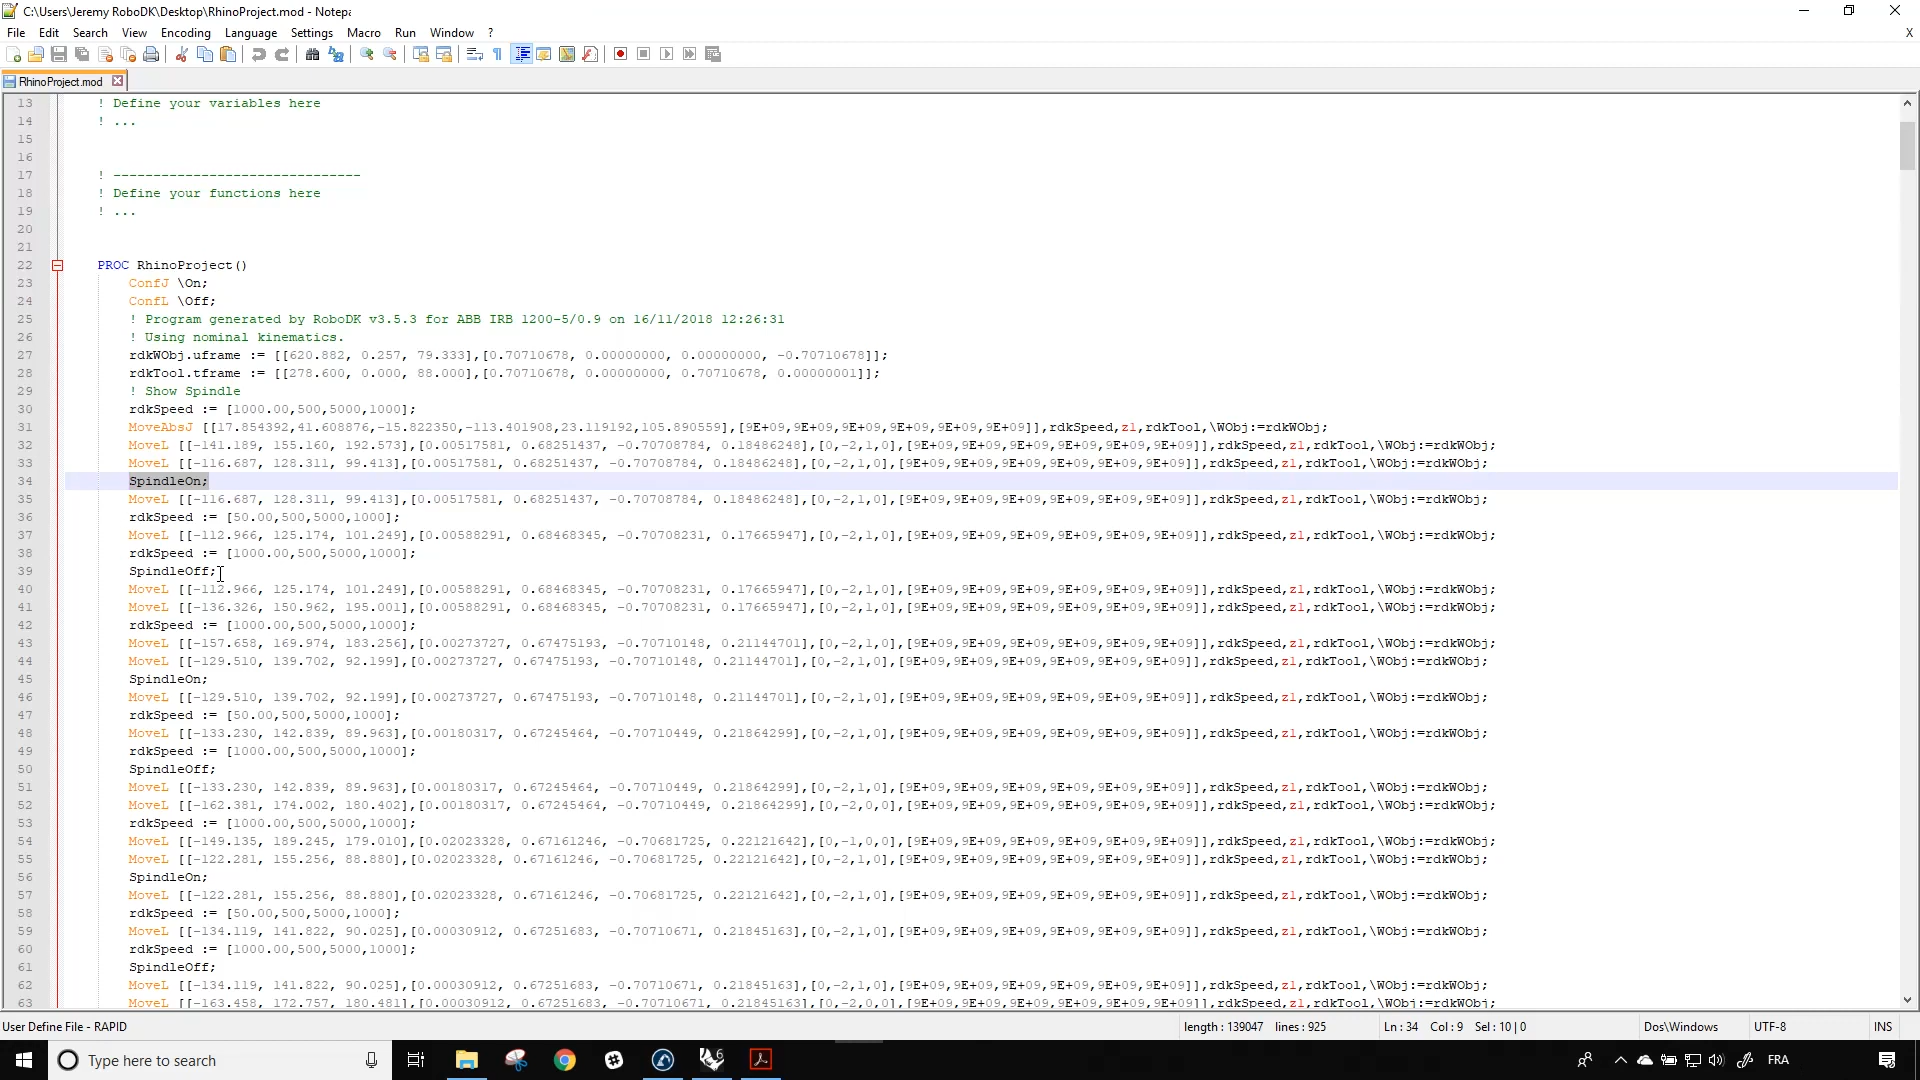 C:\Users\Jeremy RoboDK\Desktop\RhinoProject.mod - Notepa
File Edit Search View Encoding Language Settings Macro Run Window ? X
RhinoProject.mod
13 ! Define your variables here
14 ! ...
15
16
17 ! -------------------------------
18 ! Define your functions here
19 ! ...
20
21
22 PROC RhinoProject()
23 ConfJ \On;
24 ConfL \Off;
25 ! Program generated by RoboDK v3.5.3 for ABB IRB 1200-5/0.9 on 16/11/2018 12:26:31
26 ! Using nominal kinematics.
27 rdkWObj.uframe := [[620.882, 0.257, 79.333],[0.70710678, 0.00000000, 0.00000000, -0.70710678]];
28 rdkTool.tframe := [[278.600, 0.000, 88.000],[0.70710678, 0.00000000, 0.70710678, 0.00000001]];
29 ! Show Spindle
30 rdkSpeed := [1000.00,500,5000,1000];
31 MoveAbsJ [[17.854392,41.608876,-15.822350,-113.401908,23.119192,105.890559],[9E+09,9E+09,9E+09,9E+09,9E+09,9E+09]],rdkSpeed,z1,rdkTool,\WObj:=rdkWObj;
32 MoveL [[-141.189, 155.160, 192.573],[0.00517581, 0.68251437, -0.70708784, 0.18486248],[0,-2,1,0],[9E+09,9E+09,9E+09,9E+09,9E+09,9E+09]],rdkSpeed,z1,rdkTool,\WObj:=rdkWObj;
33 MoveL [[-116.687, 128.311, 99.413],[0.00517581, 0.68251437, -0.70708784, 0.18486248],[0,-2,1,0],[9E+09,9E+09,9E+09,9E+09,9E+09,9E+09]],rdkSpeed,z1,rdkTool,\WObj:=rdkWObj;
34 SpindleOn;
35 MoveL [[-116.687, 128.311, 99.413],[0.00517581, 0.68251437, -0.70708784, 0.18486248],[0,-2,1,0],[9E+09,9E+09,9E+09,9E+09,9E+09,9E+09]],rdkSpeed,z1,rdkTool,\WObj:=rdkWObj;
36 rdkSpeed := [50.00,500,5000,1000];
37 MoveL [[-112.966, 125.174, 101.249],[0.00588291, 0.68468345, -0.70708231, 0.17665947],[0,-2,1,0],[9E+09,9E+09,9E+09,9E+09,9E+09,9E+09]],rdkSpeed,z1,rdkTool,\WObj:=rdkWObj;
38 rdkSpeed := [1000.00,500,5000,1000];
39 SpindleOff;
40 MoveL [[-112.966, 125.174, 101.249],[0.00588291, 0.68468345, -0.70708231, 0.17665947],[0,-2,1,0],[9E+09,9E+09,9E+09,9E+09,9E+09,9E+09]],rdkSpeed,z1,rdkTool,\WObj:=rdkWObj;
41 MoveL [[-136.326, 150.962, 195.001],[0.00588291, 0.68468345, -0.70708231, 0.17665947],[0,-2,1,0],[9E+09,9E+09,9E+09,9E+09,9E+09,9E+09]],rdkSpeed,z1,rdkTool,\WObj:=rdkWObj;
42 rdkSpeed := [1000.00,500,5000,1000];
43 MoveL [[-157.658, 169.974, 183.256],[0.00273727, 0.67475193, -0.70710148, 0.21144701],[0,-2,1,0],[9E+09,9E+09,9E+09,9E+09,9E+09,9E+09]],rdkSpeed,z1,rdkTool,\WObj:=rdkWObj;
44 MoveL [[-129.510, 139.702, 92.199],[0.00273727, 0.67475193, -0.70710148, 0.21144701],[0,-2,1,0],[9E+09,9E+09,9E+09,9E+09,9E+09,9E+09]],rdkSpeed,z1,rdkTool,\WObj:=rdkWObj;
45 SpindleOn;
46 MoveL [[-129.510, 139.702, 92.199],[0.00273727, 0.67475193, -0.70710148, 0.21144701],[0,-2,1,0],[9E+09,9E+09,9E+09,9E+09,9E+09,9E+09]],rdkSpeed,z1,rdkTool,\WObj:=rdkWObj;
47 rdkSpeed := [50.00,500,5000,1000];
48 MoveL [[-133.230, 142.839, 89.963],[0.00180317, 0.67245464, -0.70710449, 0.21864299],[0,-2,1,0],[9E+09,9E+09,9E+09,9E+09,9E+09,9E+09]],rdkSpeed,z1,rdkTool,\WObj:=rdkWObj;
49 rdkSpeed := [1000.00,500,5000,1000];
50 SpindleOff;
51 MoveL [[-133.230, 142.839, 89.963],[0.00180317, 0.67245464, -0.70710449, 0.21864299],[0,-2,1,0],[9E+09,9E+09,9E+09,9E+09,9E+09,9E+09]],rdkSpeed,z1,rdkTool,\WObj:=rdkWObj;
52 MoveL [[-162.381, 174.002, 180.402],[0.00180317, 0.67245464, -0.70710449, 0.21864299],[0,-2,0,0],[9E+09,9E+09,9E+09,9E+09,9E+09,9E+09]],rdkSpeed,z1,rdkTool,\WObj:=rdkWObj;
53 rdkSpeed := [1000.00,500,5000,1000];
54 MoveL [[-149.135, 189.245, 179.010],[0.02023328, 0.67161246, -0.70681725, 0.22121642],[0,-1,0,0],[9E+09,9E+09,9E+09,9E+09,9E+09,9E+09]],rdkSpeed,z1,rdkTool,\WObj:=rdkWObj;
55 MoveL [[-122.281, 155.256, 88.880],[0.02023328, 0.67161246, -0.70681725, 0.22121642],[0,-2,1,0],[9E+09,9E+09,9E+09,9E+09,9E+09,9E+09]],rdkSpeed,z1,rdkTool,\WObj:=rdkWObj;
56 SpindleOn;
57 MoveL [[-122.281, 155.256, 88.880],[0.02023328, 0.67161246, -0.70681725, 0.22121642],[0,-2,1,0],[9E+09,9E+09,9E+09,9E+09,9E+09,9E+09]],rdkSpeed,z1,rdkTool,\WObj:=rdkWObj;
58 rdkSpeed := [50.00,500,5000,1000];
59 MoveL [[-134.119, 141.822, 90.025],[0.00030912, 0.67251683, -0.70710671, 0.21845163],[0,-2,1,0],[9E+09,9E+09,9E+09,9E+09,9E+09,9E+09]],rdkSpeed,z1,rdkTool,\WObj:=rdkWObj;
60 rdkSpeed := [1000.00,500,5000,1000];
61 SpindleOff;
62 MoveL [[-134.119, 141.822, 90.025],[0.00030912, 0.67251683, -0.70710671, 0.21845163],[0,-2,1,0],[9E+09,9E+09,9E+09,9E+09,9E+09,9E+09]],rdkSpeed,z1,rdkTool,\WObj:=rdkWObj;
63 MoveL [[-163.458, 172.757, 180.481],[0.00030912, 0.67251683, -0.70710671, 0.21845163],[0,-2,0,0],[9E+09,9E+09,9E+09,9E+09,9E+09,9E+09]],rdkSpeed,z1,rdkTool,\WObj:=rdkWObj;
User Define File - RAPID length : 139047 lines : 925 Ln : 34 Col : 9 Sel : 10 | 0 Dos\Windows UTF-8 INS
Type here to search 6 FRA